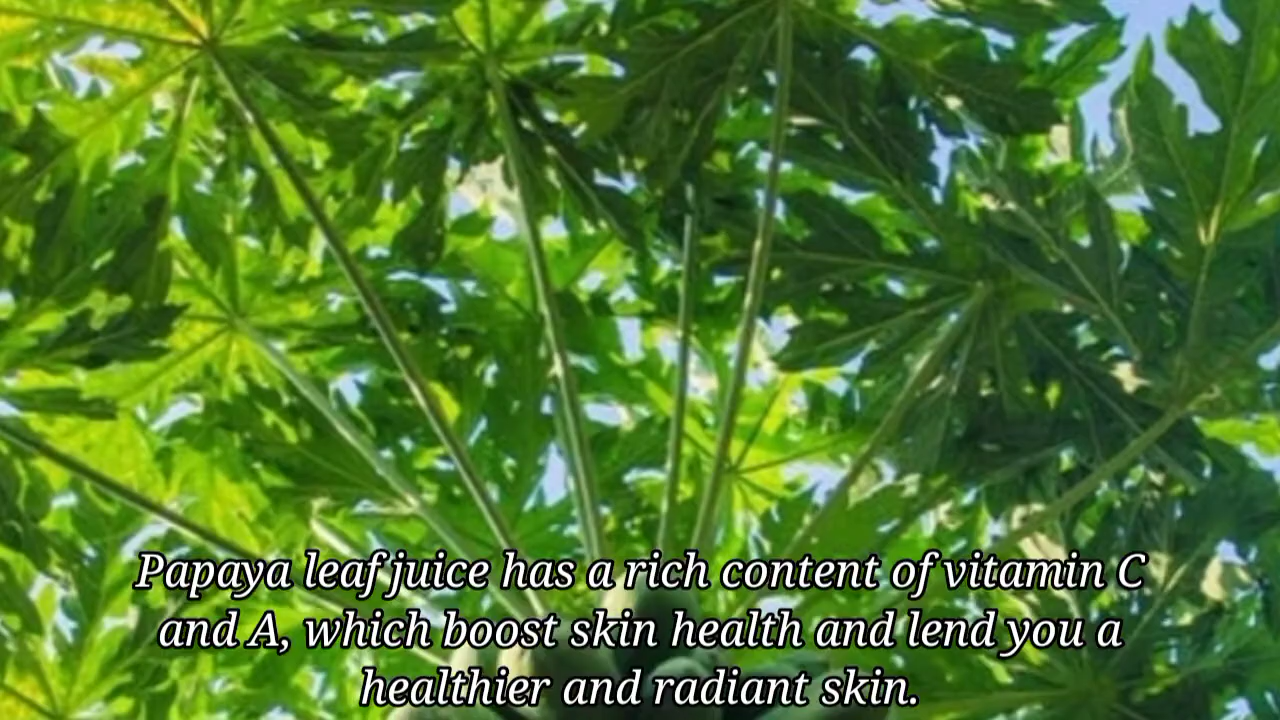 Papaya leaf juice has a rich content of vitamin C
and A, which boost skin health and lend you a
healthier and radiant skin.